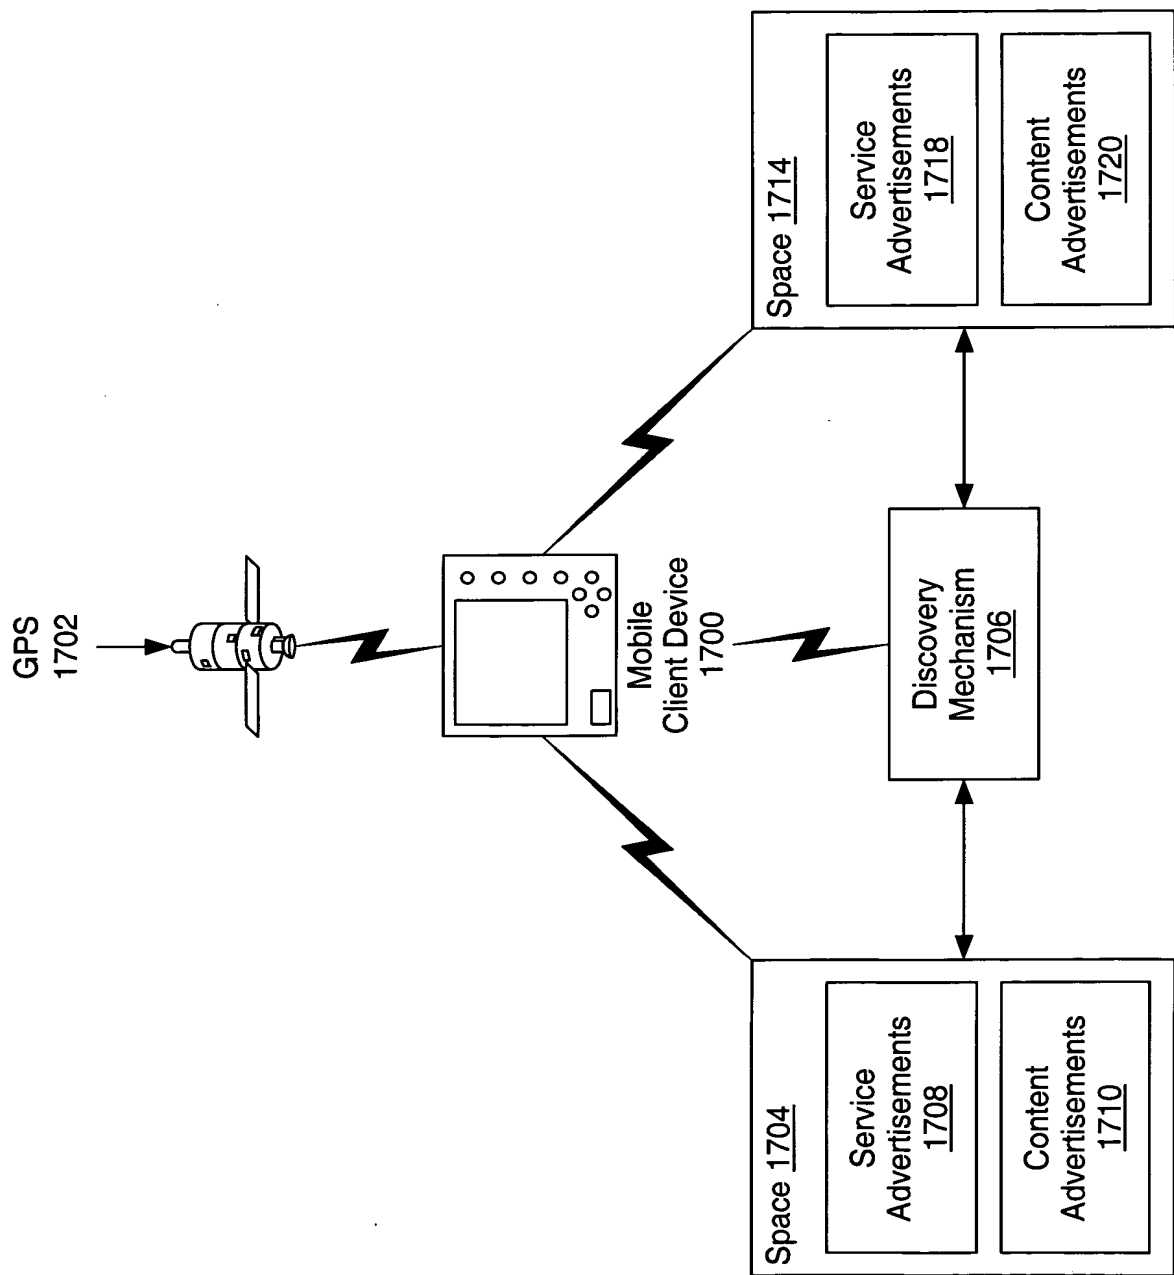 GPS
1702
Mobile
Client Device
1700
Discovery
Mechanism
1706
Space 1704
Service
Advertisements
1708
Content
Advertisements
1710
Space 1714
Service
Advertisements
1718
Content
Advertisements
1720